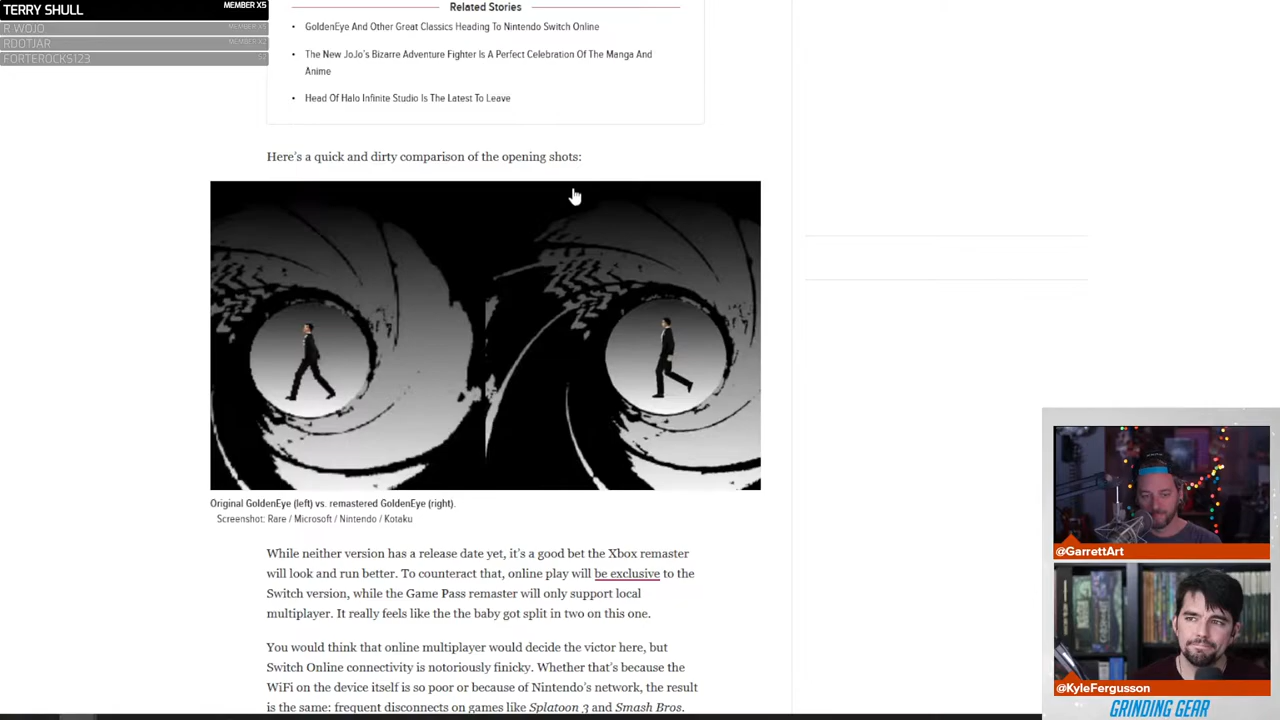 TERRY SHULL MEMBER X5
R.WOJO MEMBER X5
RDOTJAR MEMBER X2
FORTEROCKS123
Related Stories
• GoldenEye And Other Great Classics Heading To Nintendo Switch Online
• The New JoJo's Bizarre Adventure Fighter Is A Perfect Celebration Of The Manga And
Anime
• Head Of Halo Infinite Studio Is The Latest To Leave
Here's a quick and dirty comparison of the opening shots:
Original GoldenEye (left) vs. remastered GoldenEye (right).
Screenshot: Rare / Microsoft / Nintendo / Kotaku
While neither version has a release date yet, it's a good bet the Xbox remaster
will look and run better. To counteract that, online play will be exclusive to the
Switch version, while the Game Pass remaster will only support local
multiplayer. It really feels like the the baby got split in two on this one.
You would think that online multiplayer would decide the victor here, but
Switch Online connectivity is notoriously finicky. Whether that's because the
WiFi on the device itself is so poor or because of Nintendo's network, the result
is the same: frequent disconnects on games like Splatoon 3 and Smash Bros.
@GarrettArt
@KyleFergusson
GRINDING GEAR